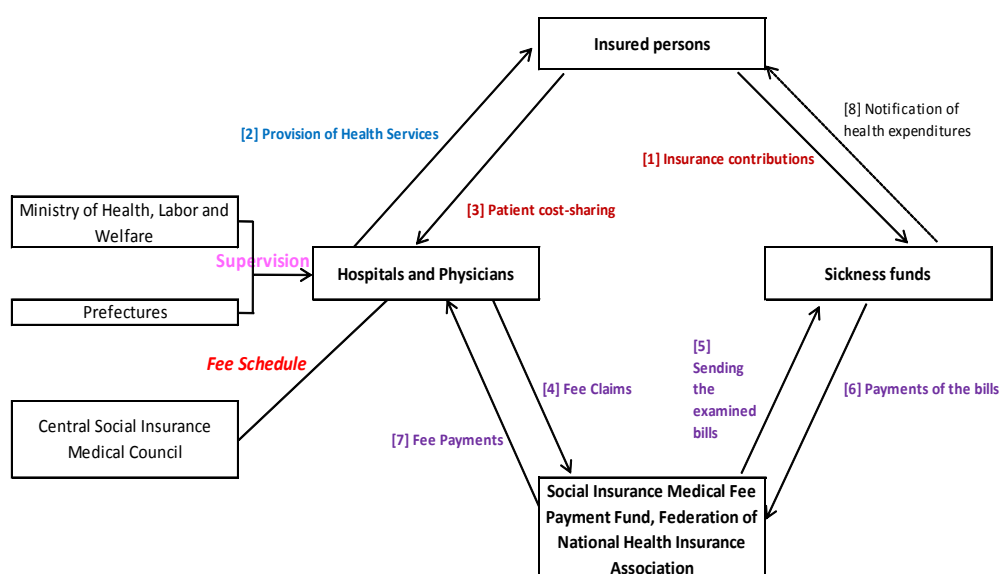 Insured persons
[2] Provision of Health Services
[8] Notification of
health expenditures
[1] Insurance contributions
Ministry of Health, Labor and
Welfare
[3] Patient cost-sharing
Supervision
Hospitals and Physicians
Sickness funds
Prefectures
Fee Schedule
[4] Fee Claims
[5]
Sending
the
examined
bills
[6] Payments of the bills
Central Social Insurance
Medical Council
[7] Fee Payments
Social Insurance Medical Fee
Payment Fund, Federation of
National Health Insurance
Association